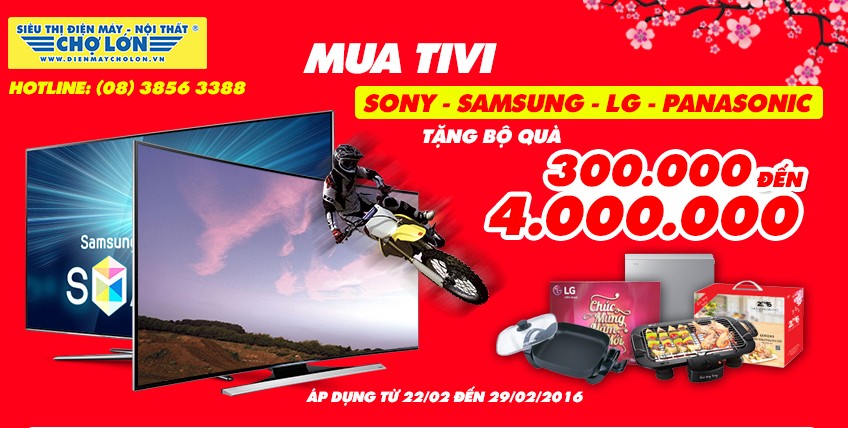 SIÊU THỊ ĐIỆN MÁY - NỘI THẤT ®
CHỢ LỚN
WWW.DIENMAYCHOLON.VN
HOTLINE: (08) 3856 3388
MUA TIVI
SONY - SAMSUNG - LG - PANASONIC
TẶNG BỘ QUÀ
300.000 ĐẾN
4.000.000
Samsung
LG
Chúc
Mừng
Năm
Mới
ÁP DỤNG TỪ 22/02 ĐẾN 29/02/2016